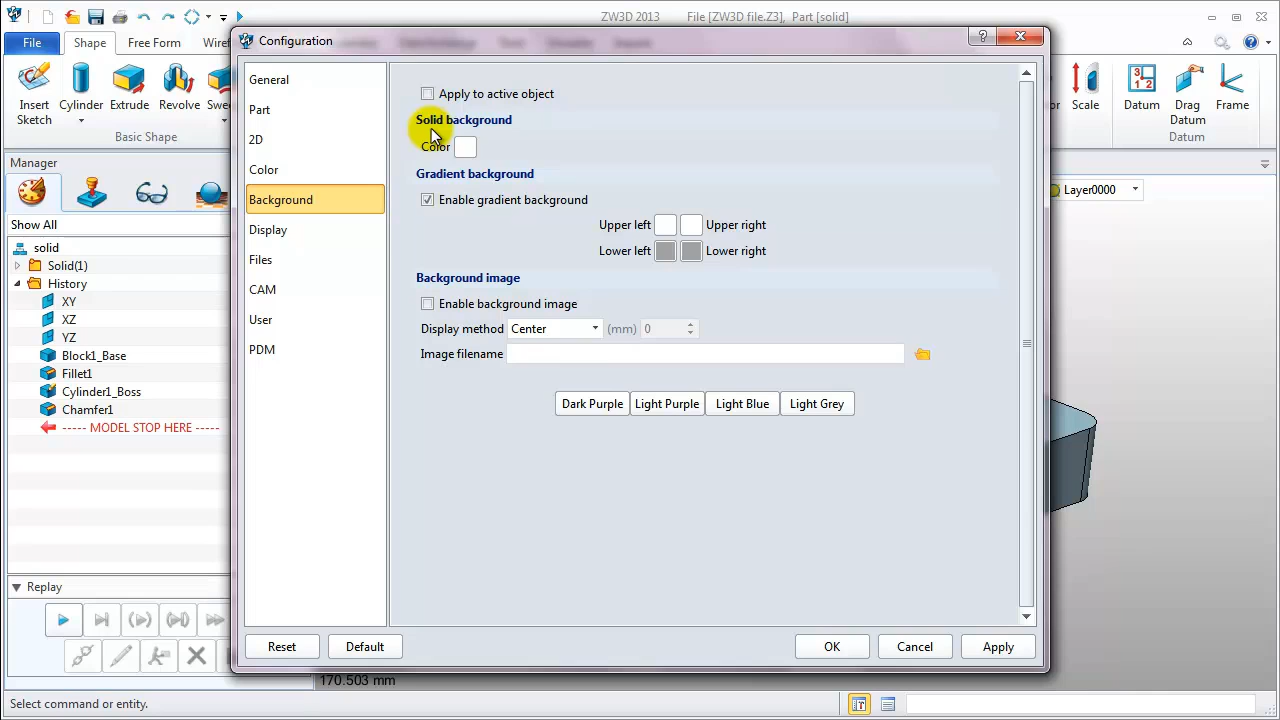 ZW3D 2013 File [ZW3D file.Z3], Part [solid]
File
Shape
Free Form
Configuration
Insert Sketch
Cylinder
Extrude
Revolve
Basic Shape
Scale
Datum
Drag Datum
Frame
Datum
Manager
Layer0000
Show All
solid
Solid(1)
History
XY
XZ
YZ
Block1_Base
Fillet1
Cylinder1_Boss
Chamfer1
----- MODEL STOP HERE -----
Replay
General
Part
2D
Color
Background
Display
Files
CAM
User
PDM
Apply to active object
Solid background
Color
Gradient background
Enable gradient background
Upper left Upper right
Lower left Lower right
Background image
Enable background image
Display method Center (mm) 0
Image filename
Dark Purple Light Purple Light Blue Light Grey
Reset Default OK Cancel Apply
170.503 mm
Select command or entity.